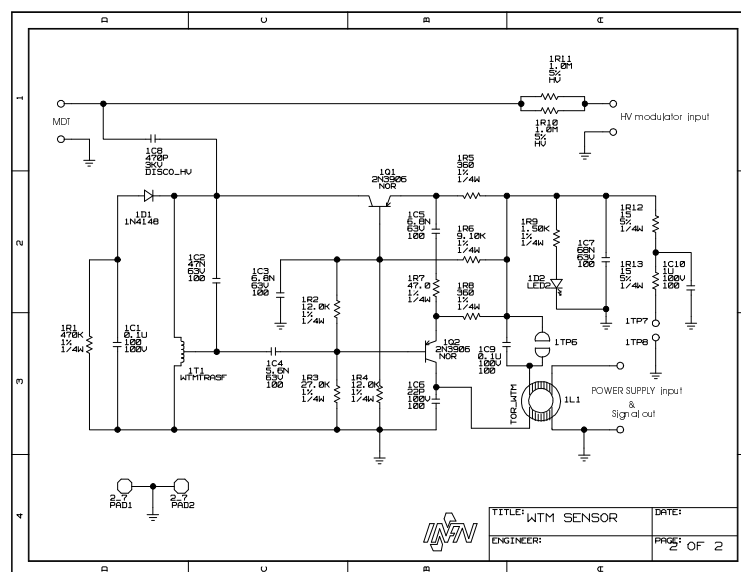 D C B A
1
1R11
1.0M
5%
HV
MDT
HV modulator input
1R10
1.0M
5%
HV
1C8
470P
3KV
DISCO_HV
1Q1
2N3906
NOR
1R5
360
1%
1/4W
2
1D1
1N4148
1C5
6.8N
63V
100
1R6
9.10K
1%
1/4W
1R9
1.50K
1%
1/4W
1C7
68N
63V
100
1R12
15
5%
1/4W
1C2
47N
63V
100
1C3
6.8N
63V
100
1R7
47.0
1%
1/4W
1R8
360
1%
1/4W
1D2
LED2
1R13
15
5%
1/4W
1C10
1U
100V
100
1R2
12.0K
1%
1/4W
1R1
470K
1%
1/4W
1C1
0.1U
100
100V
1T1
WTMTRASF
1C4
5.6N
63V
100
1Q2
2N3906
NOR
1C9
0.1U
100V
100
1TP6
1TP7
1TP8
3
1R3
27.0K
1%
1/4W
1R4
12.0K
1%
1/4W
1C6
22P
100V
100
TOR_WTM
1L1
POWER SUPPLY input
&
Signal out
4
2_7
PAD1
2_7
PAD2
INFN
TITLE: WTM SENSOR
DATE:
ENGINEER:
PAGE: 2 OF 2
D C B A